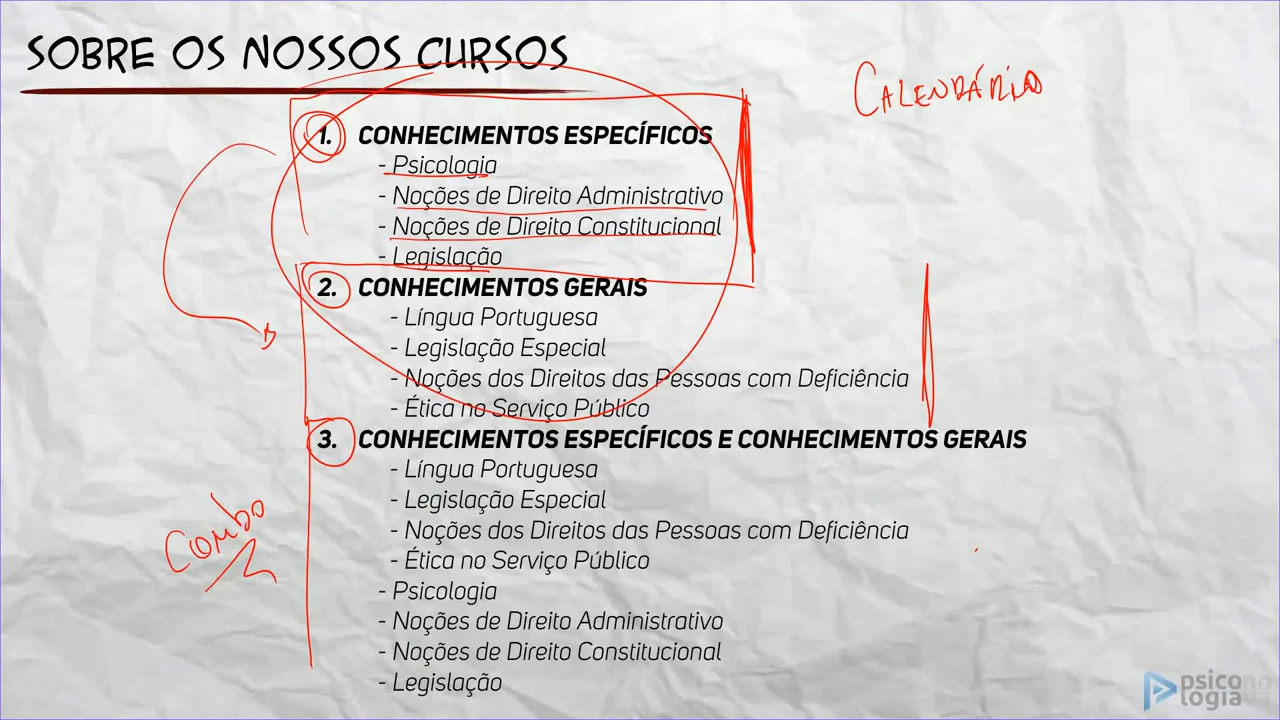 SOBRE OS NOSSOS CURSOS
CALENDÁRIO
1. CONHECIMENTOS ESPECÍFICOS
- Psicologia
- Noções de Direito Administrativo
- Noções de Direito Constitucional
- Legislação
2. CONHECIMENTOS GERAIS
- Língua Portuguesa
- Legislação Especial
- Noções dos Direitos das Pessoas com Deficiência
- Ética no Serviço Público
3. CONHECIMENTOS ESPECÍFICOS E CONHECIMENTOS GERAIS
- Língua Portuguesa
- Legislação Especial
- Noções dos Direitos das Pessoas com Deficiência
- Ética no Serviço Público
- Psicologia
- Noções de Direito Administrativo
- Noções de Direito Constitucional
- Legislação
Combo
psico
logia